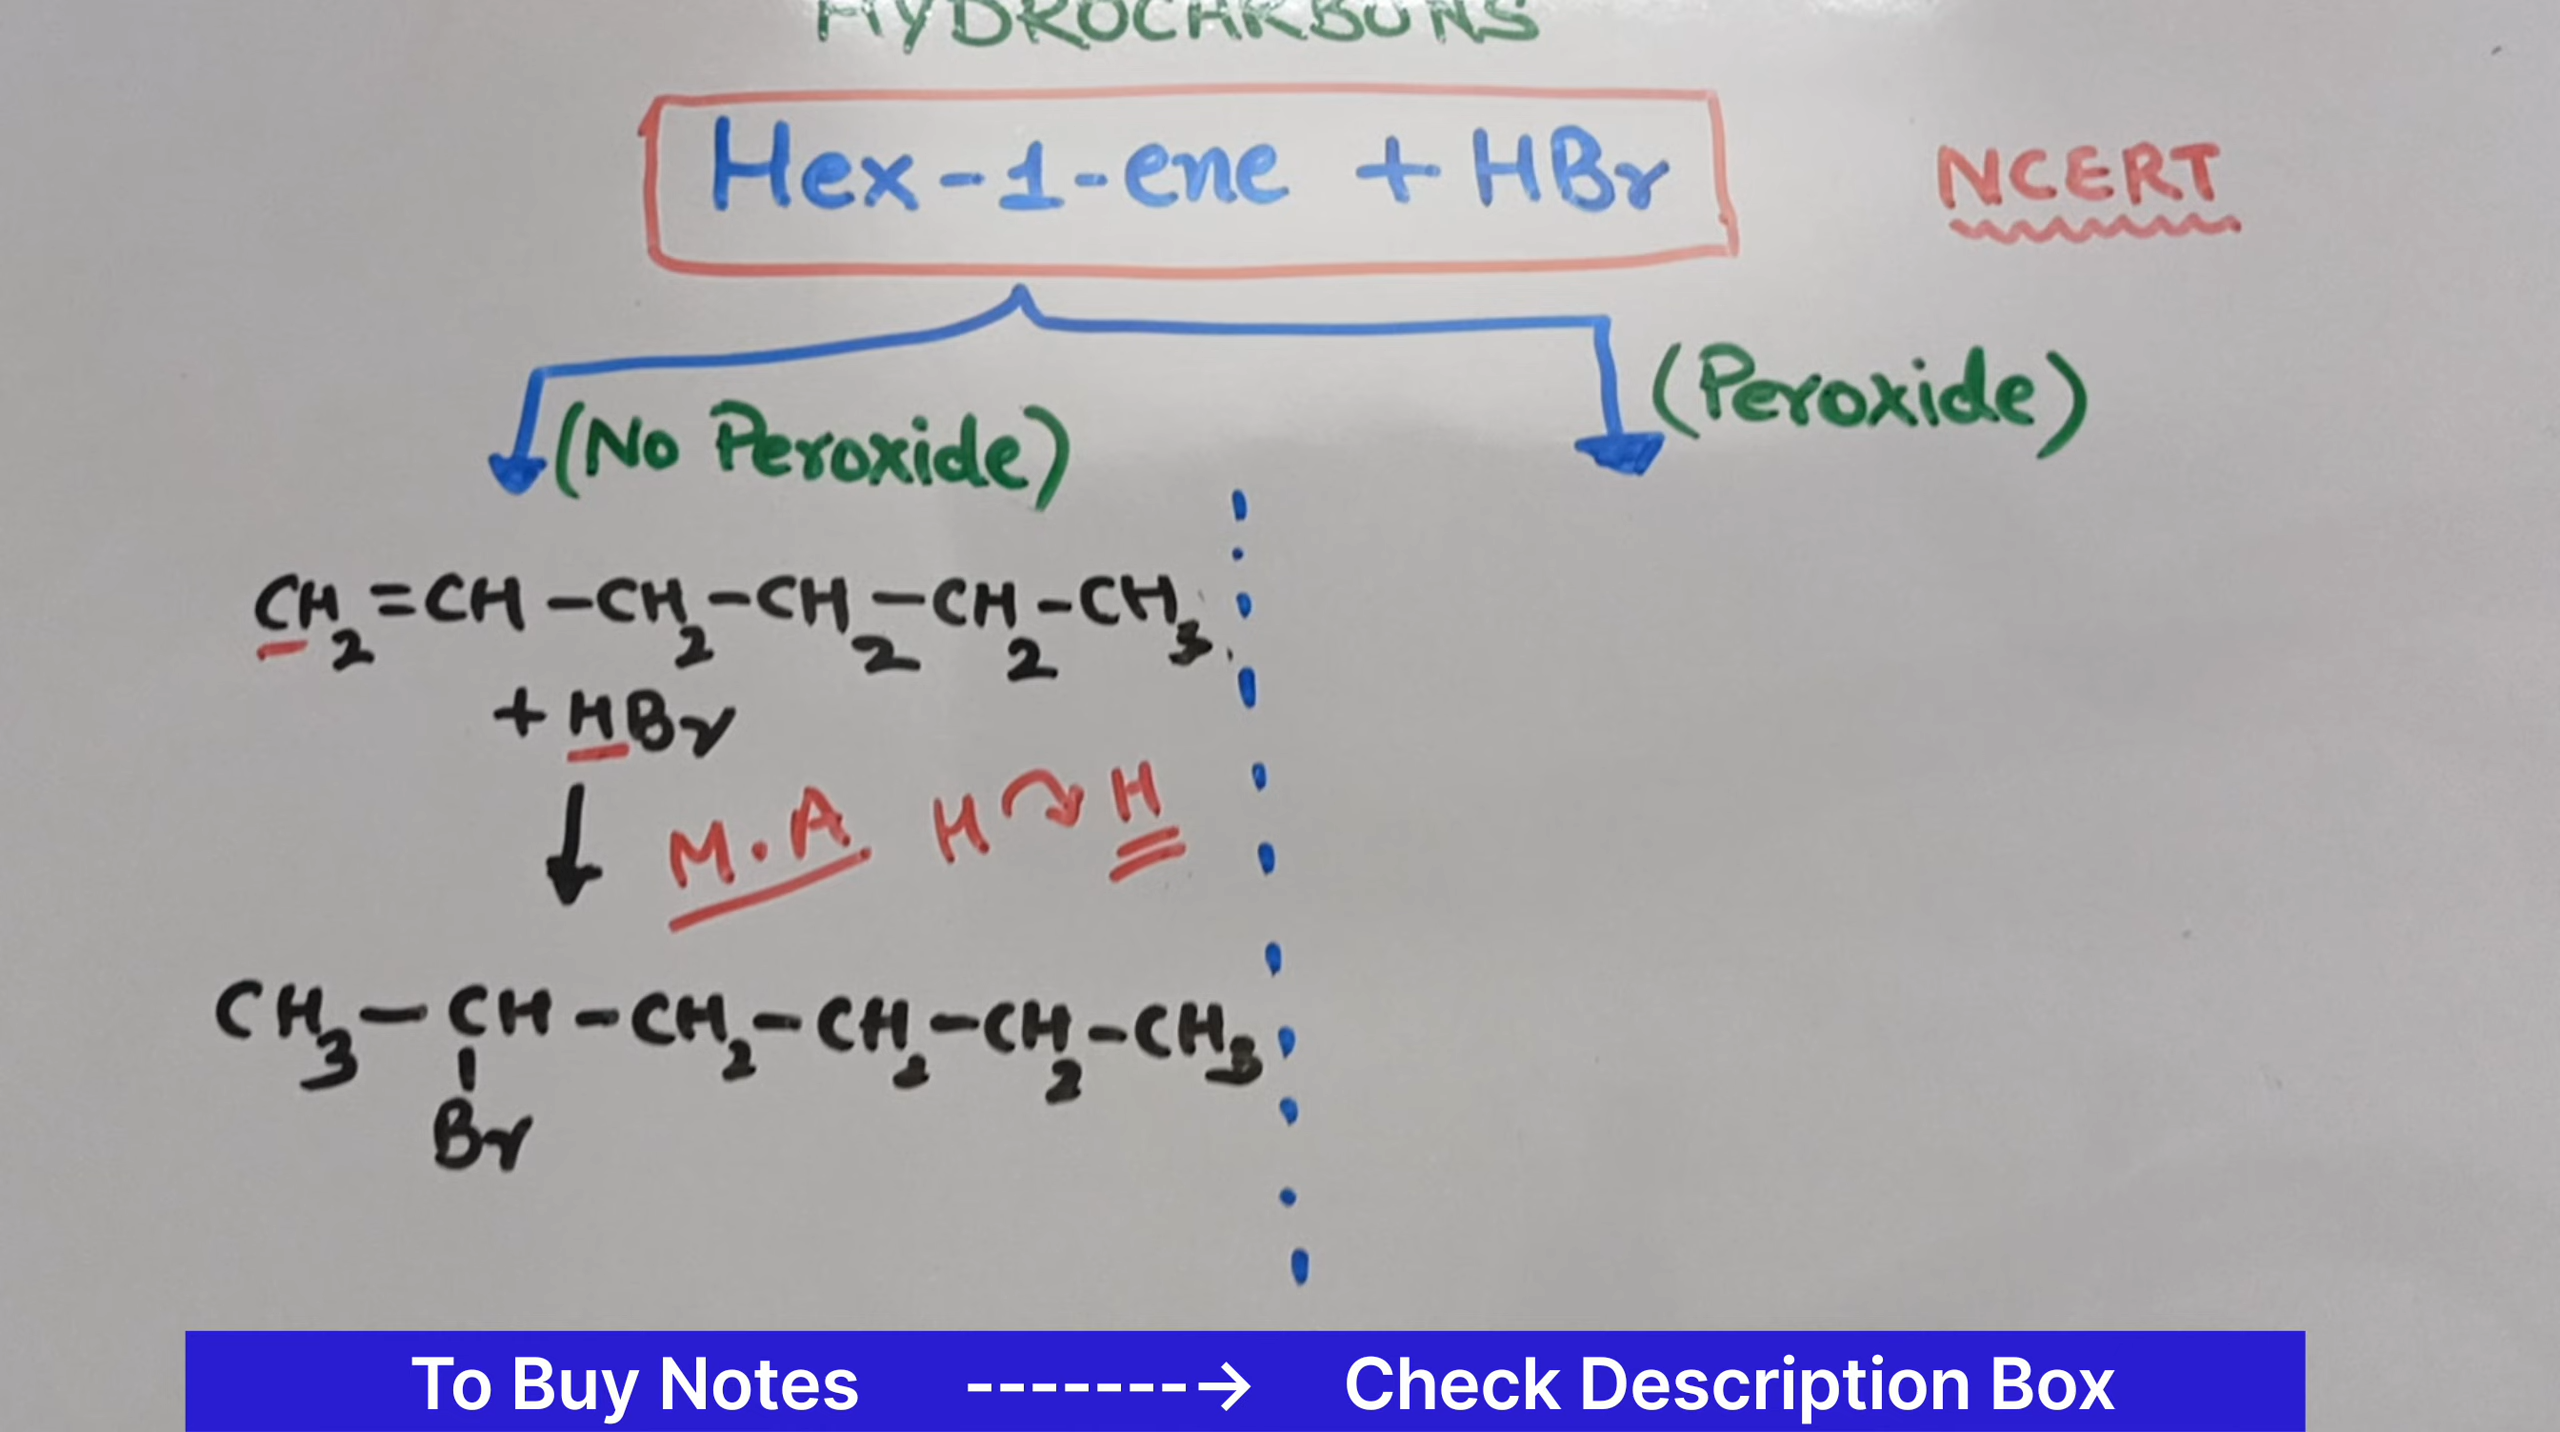 HYDROCARBONS
Hex-1-ene + HBr
NCERT
(No Peroxide)
(Peroxide)
CH₂=CH-CH₂-CH₂-CH₂-CH₃
+ HBr
M.A H H
CH₃-CH-CH₂-CH₂-CH₂-CH₃
Br
To Buy Notes -------→ Check Description Box